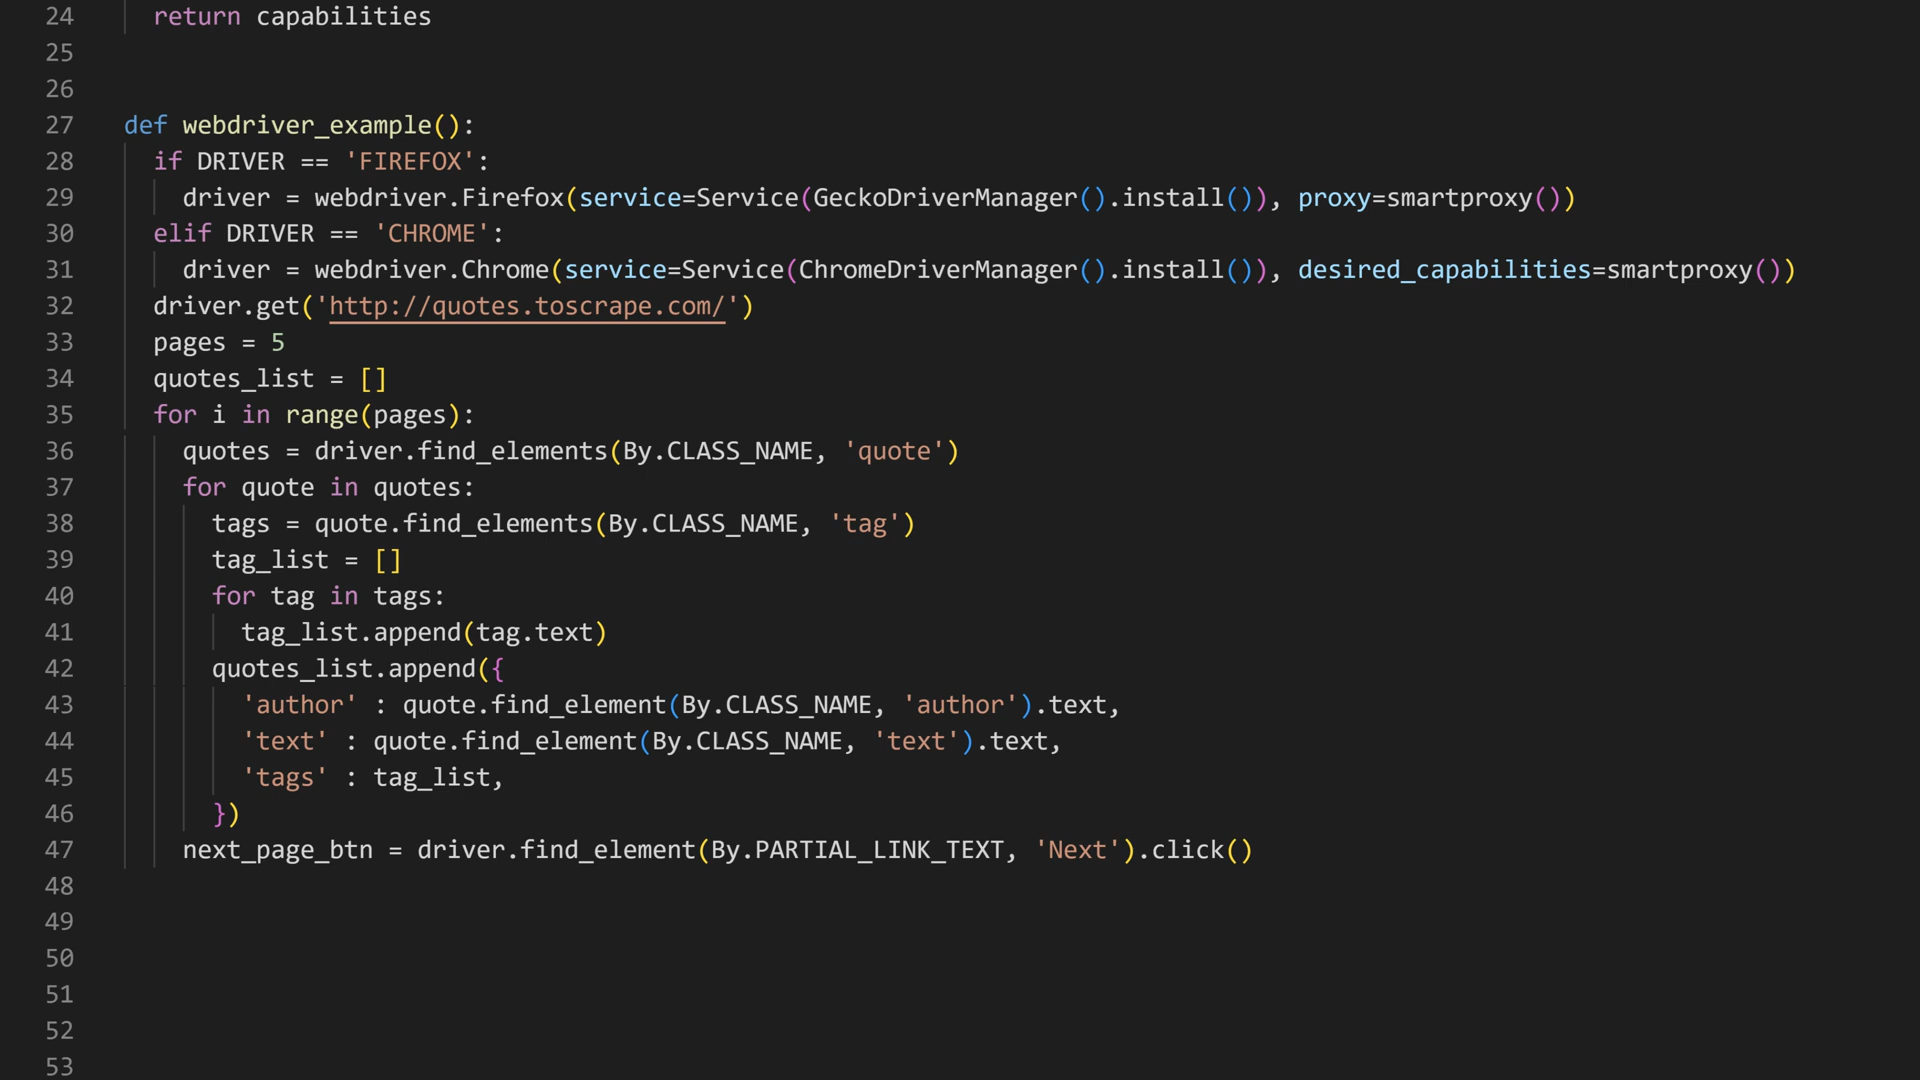 24 return capabilities
25
26
27 def webdriver_example():
28 if DRIVER == 'FIREFOX':
29 driver = webdriver.Firefox(service=Service(GeckoDriverManager().install()), proxy=smartproxy())
30 elif DRIVER == 'CHROME':
31 driver = webdriver.Chrome(service=Service(ChromeDriverManager().install()), desired_capabilities=smartproxy())
32 driver.get('http://quotes.toscrape.com/')
33 pages = 5
34 quotes_list = []
35 for i in range(pages):
36 quotes = driver.find_elements(By.CLASS_NAME, 'quote')
37 for quote in quotes:
38 tags = quote.find_elements(By.CLASS_NAME, 'tag')
39 tag_list = []
40 for tag in tags:
41 tag_list.append(tag.text)
42 quotes_list.append({
43 'author' : quote.find_element(By.CLASS_NAME, 'author').text,
44 'text' : quote.find_element(By.CLASS_NAME, 'text').text,
45 'tags' : tag_list,
46 })
47 next_page_btn = driver.find_element(By.PARTIAL_LINK_TEXT, 'Next').click()
48
49
50
51
52
53